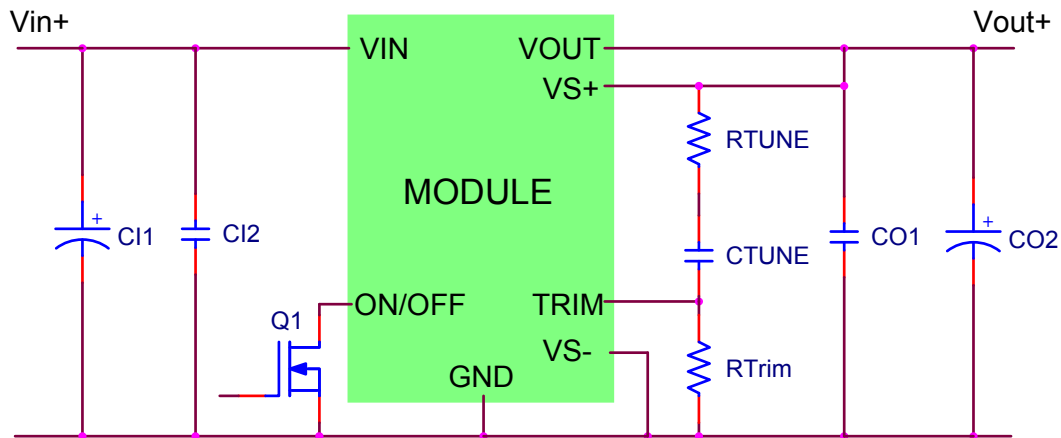 Vin+
Vout+
VIN
VOUT
VS+
RTUNE
MODULE
+
CI1
CI2
CTUNE
CO1
+
CO2
ON/OFF
TRIM
Q1
VS-
RTrim
GND